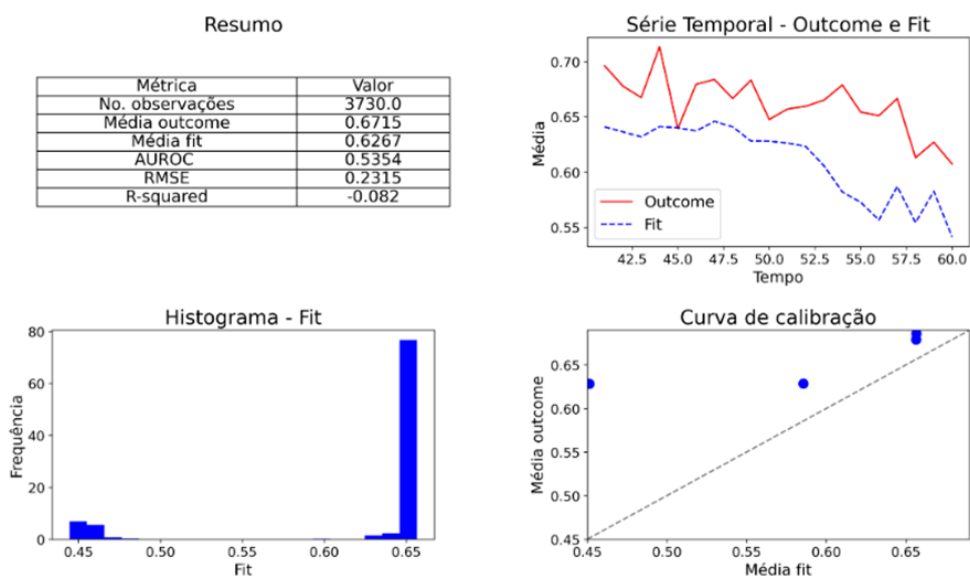 Resumo
Métrica Valor
No. observações 3730.0
Média outcome 0.6715
Média fit 0.6267
AUROC 0.5354
RMSE 0.2315
R-squared -0.082
Série Temporal - Outcome e Fit
Média
0.70
0.65
0.60
0.55
Outcome
Fit
42.5 45.0 47.5 50.0 52.5 55.0 57.5 60.0
Tempo
Histograma - Fit
Frequência
80
60
40
20
0
0.45 0.50 0.55 0.60 0.65
Fit
Curva de calibração
Média outcome
0.65
0.60
0.55
0.50
0.45
0.45 0.50 0.55 0.60 0.65
Média fit